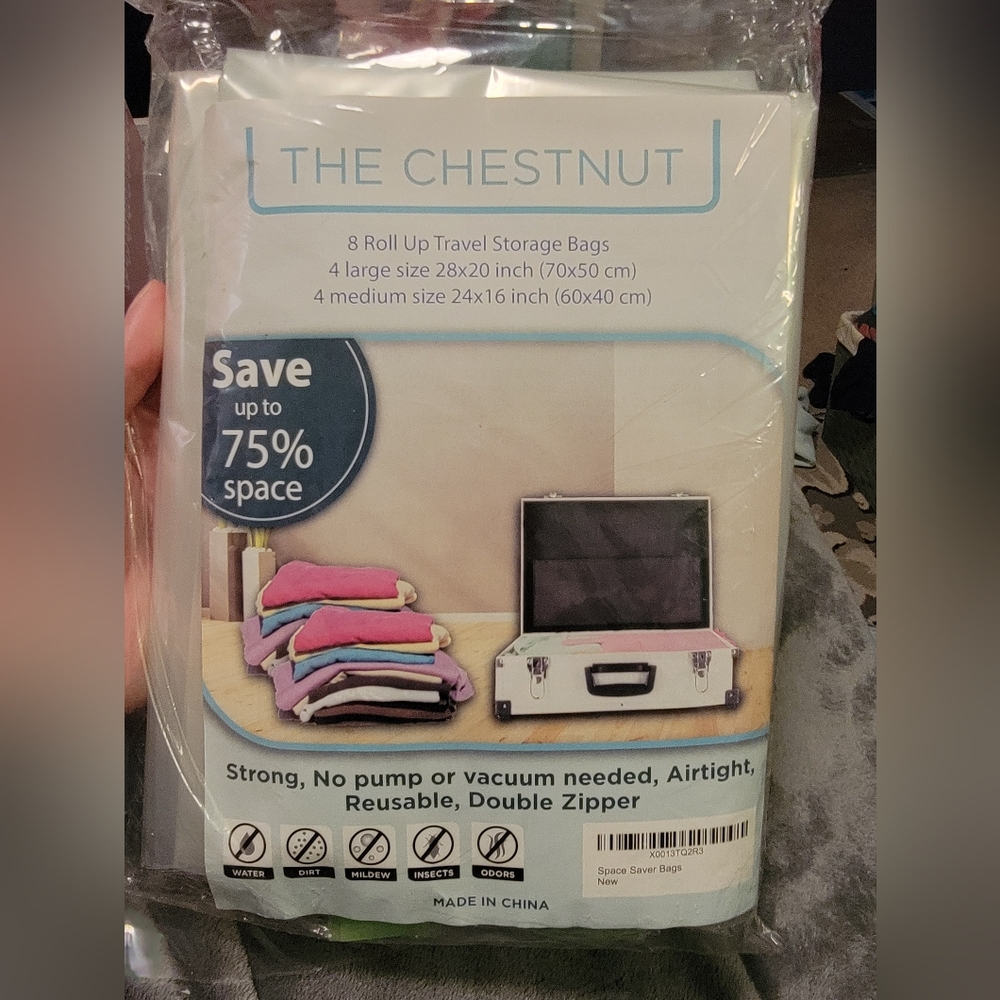 THE CHESTNUT
8 Roll Up Travel Storage Bags
4 large size 28x20 inch (70x50 cm)
4 medium size 24x16 inch (60x40 cm)
Save
up to
75%
space
Strong, No pump or vacuum needed, Airtight,
Reusable, Double Zipper
WATER DIRT MILDEW INSECTS ODORS
X0013TQ2R3
Space Saver Bags
New
MADE IN CHINA